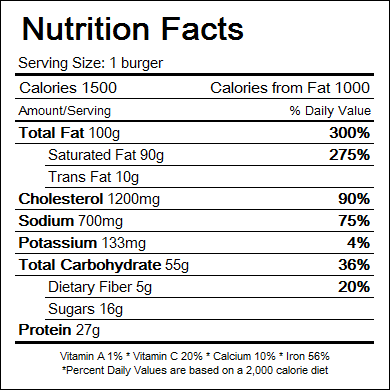 Nutrition Facts
Serving Size: 1 burger
Calories 1500 Calories from Fat 1000
Amount/Serving % Daily Value
Total Fat 100g 300%
Saturated Fat 90g 275%
Trans Fat 10g
Cholesterol 1200mg 90%
Sodium 700mg 75%
Potassium 133mg 4%
Total Carbohydrate 55g 36%
Dietary Fiber 5g 20%
Sugars 16g
Protein 27g
Vitamin A 1% * Vitamin C 20% * Calcium 10% * Iron 56%
*Percent Daily Values are based on a 2,000 calorie diet